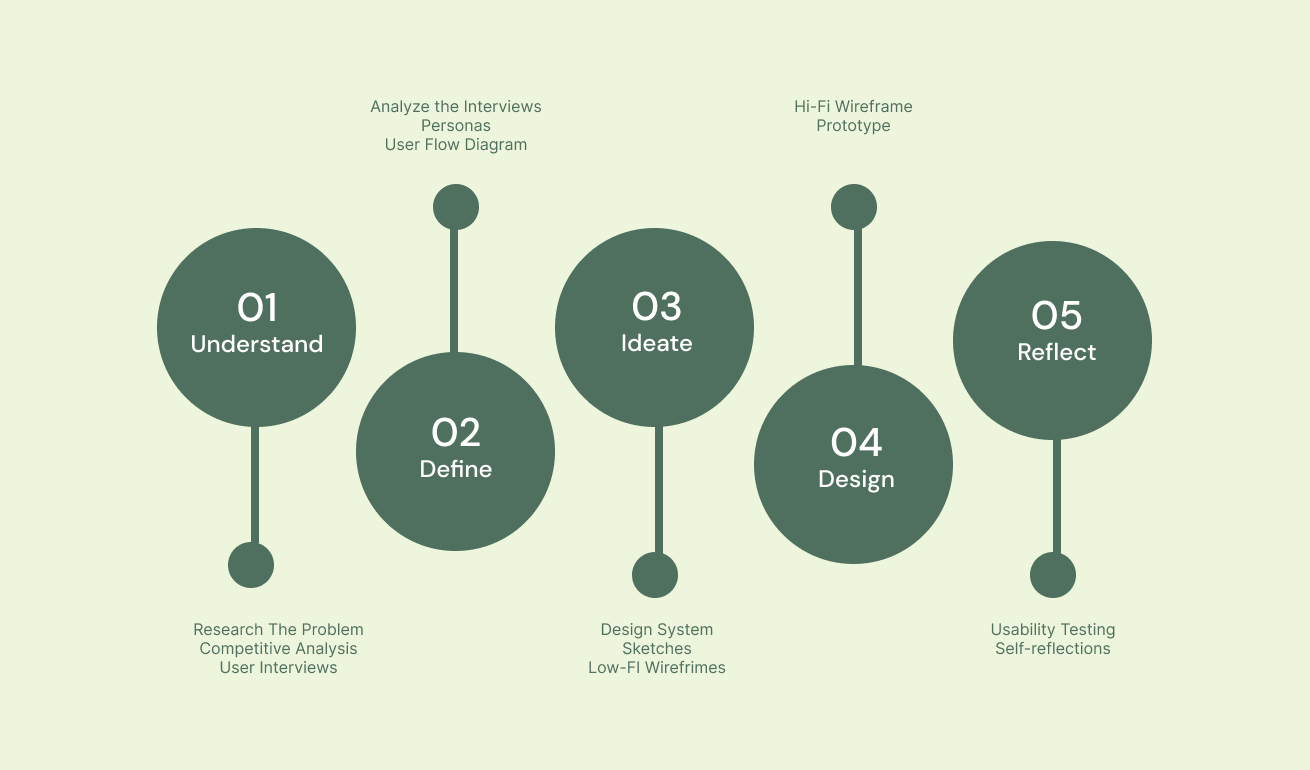 01
Understand
Research The Problem
Competitive Analysis
User Interviews
Analyze the Interviews
Personas
User Flow Diagram
02
Define
03
Ideate
Design System
Sketches
Low-FI Wirefrimes
Hi-Fi Wireframe
Prototype
04
Design
05
Reflect
Usability Testing
Self-reflections